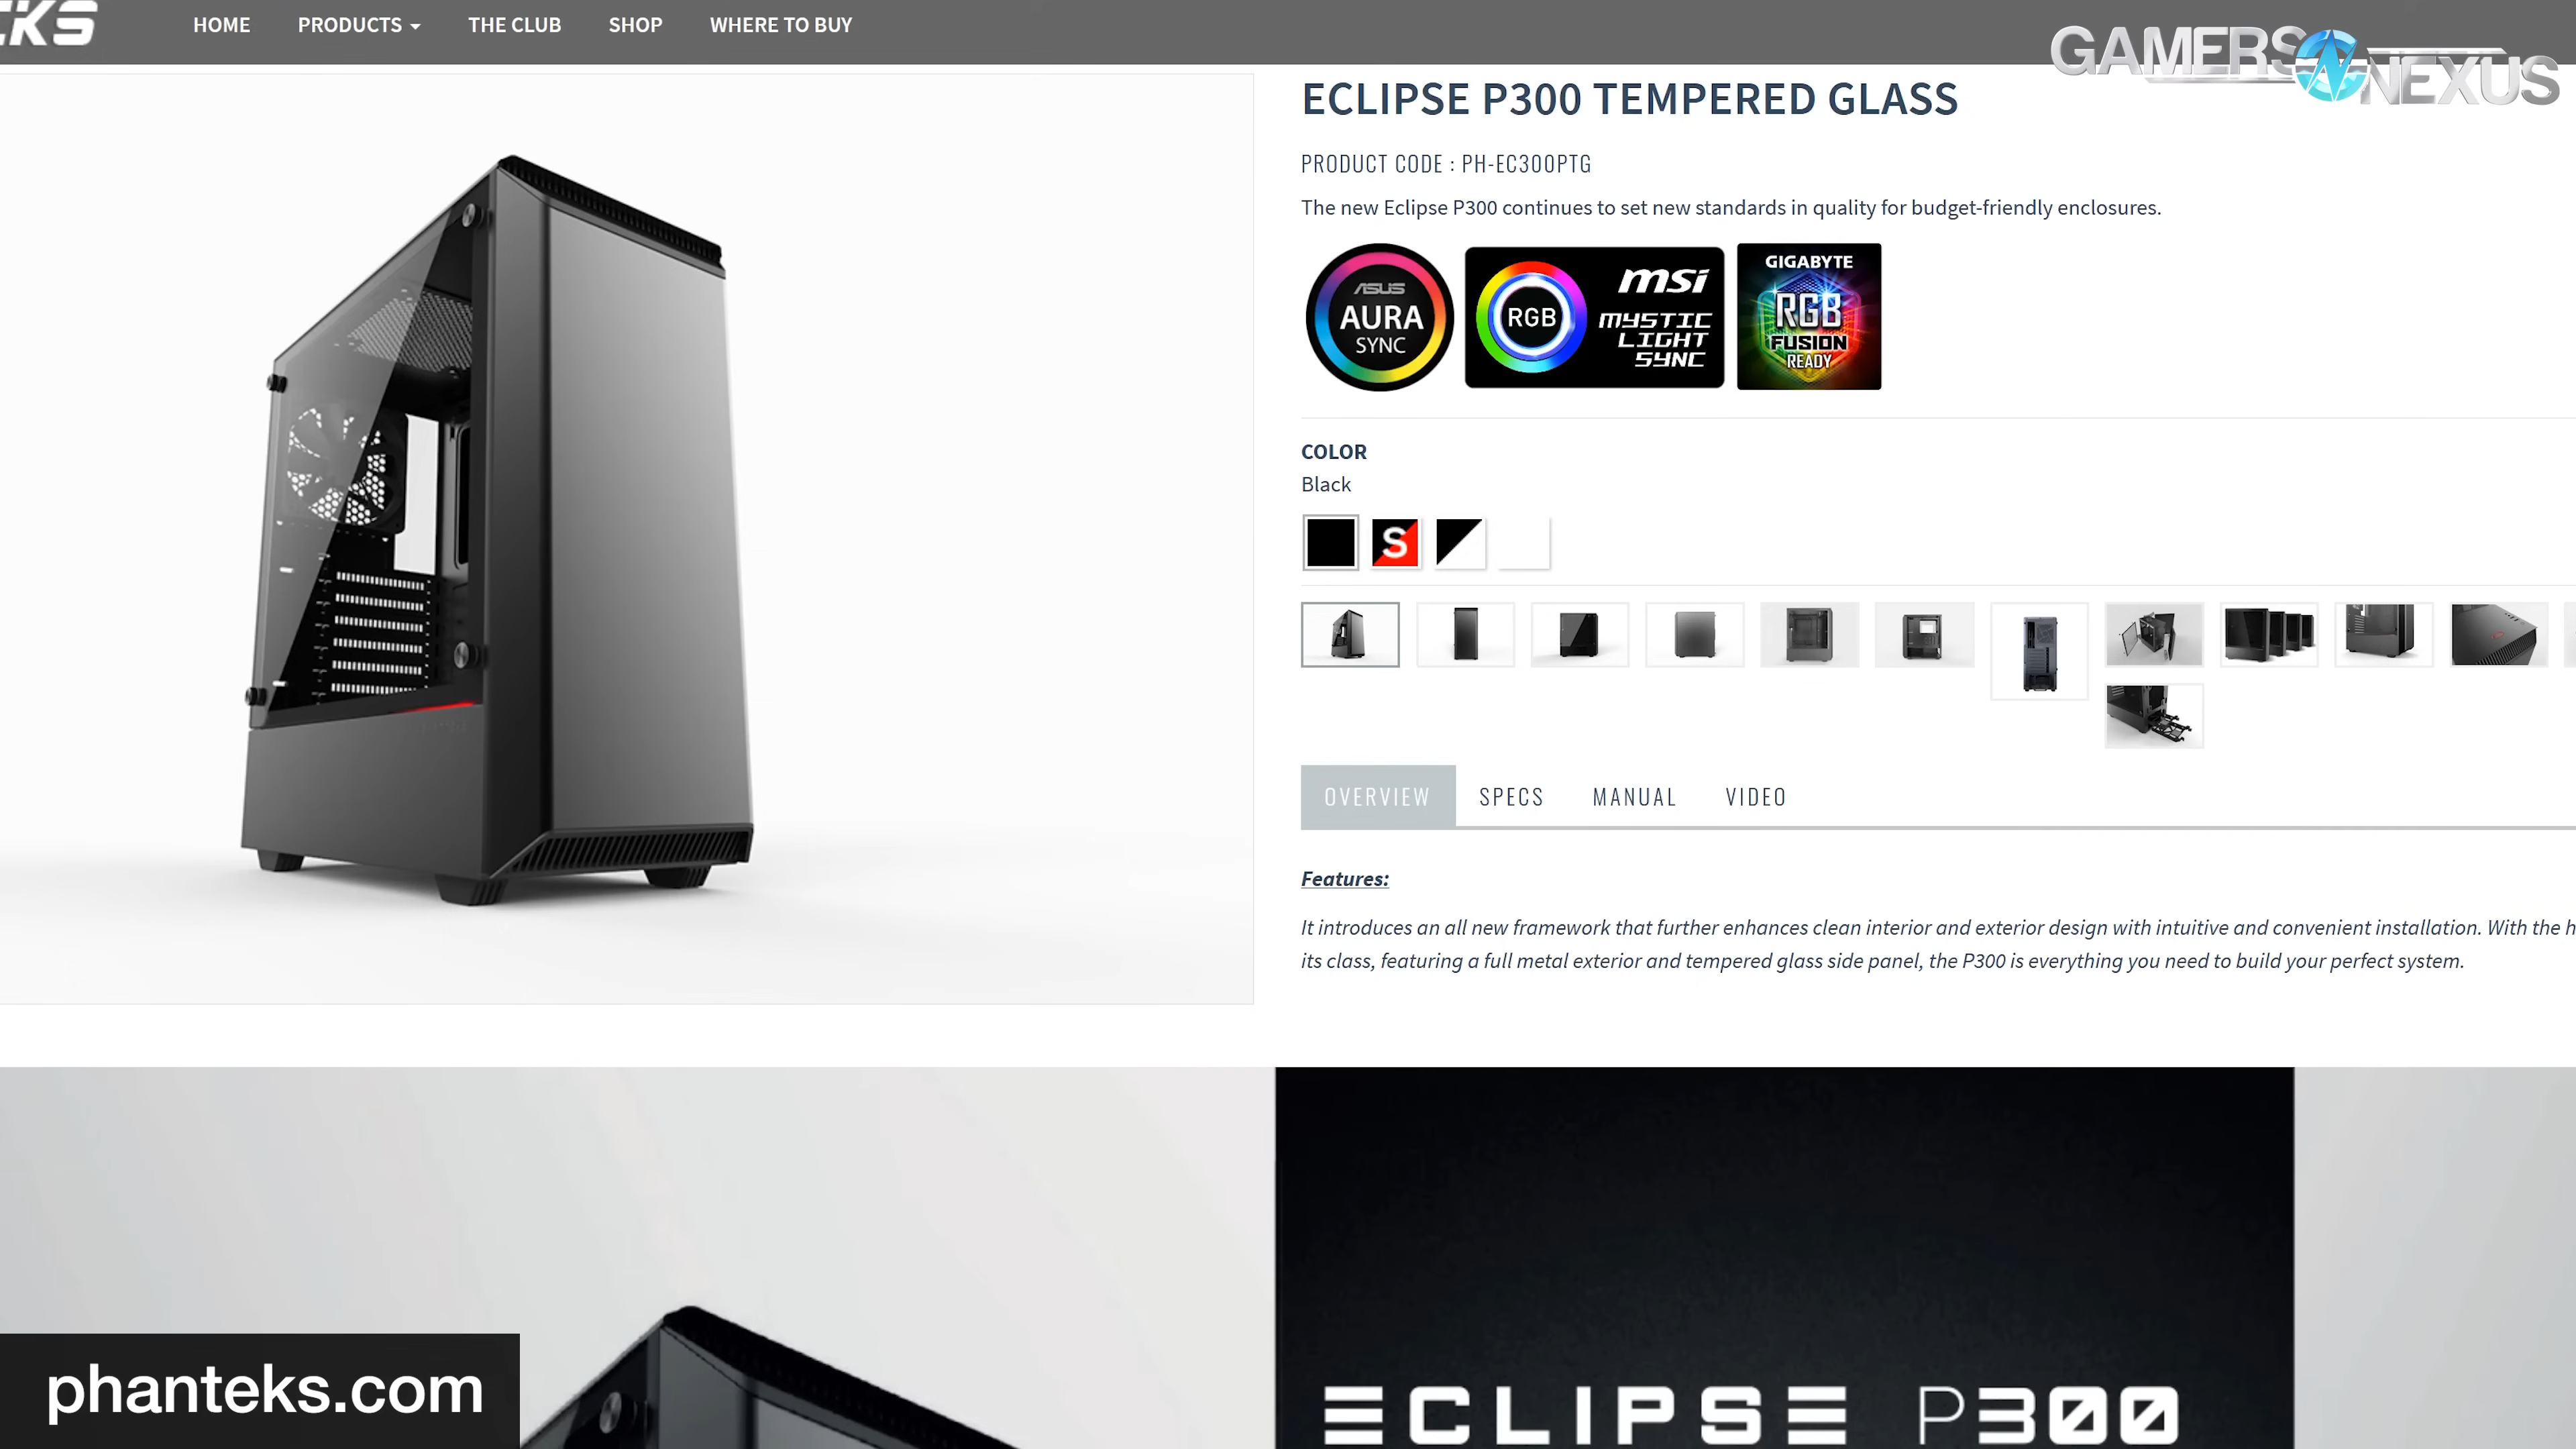 HOME PRODUCTS THE CLUB SHOP WHERE TO BUY
GAMERS NEXUS
ECLIPSE P300 TEMPERED GLASS
PRODUCT CODE : PH-EC300PTG
The new Eclipse P300 continues to set new standards in quality for budget-friendly enclosures.
ASUS
AURA
SYNC
RGB
msi
MYSTIC
LIGHT
SYNC
GIGABYTE
RGB
FUSION
READY
COLOR
Black
S
OVERVIEW SPECS MANUAL VIDEO
Features:
It introduces an all new framework that further enhances clean interior and exterior design with intuitive and convenient installation. With the
its class, featuring a full metal exterior and tempered glass side panel, the P300 is everything you need to build your perfect system.
phanteks.com
ECLIPSE P300